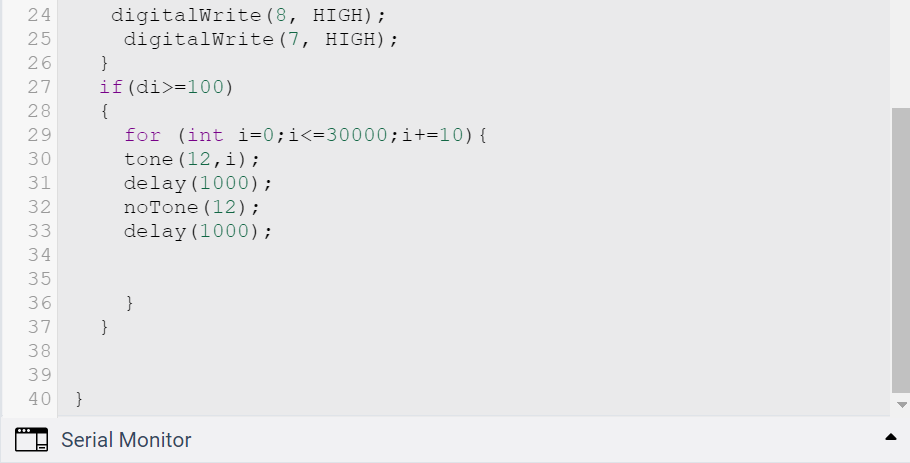 24 digitalWrite(8, HIGH);
25 digitalWrite(7, HIGH);
26 }
27 if(di>=100)
28 {
29 for (int i=0;i<=30000;i+=10){
30 tone(12,i);
31 delay(1000);
32 noTone(12);
33 delay(1000);
34
35
36 }
37 }
38
39
40 }
Serial Monitor